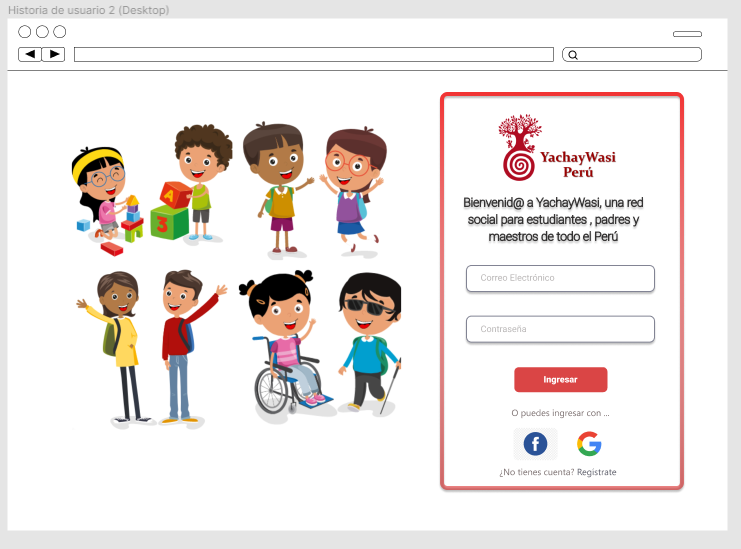 Historia de usuario 2 (Desktop)
A
3
YachayWasi
Perú
Bienvenid@ a YachayWasi, una red
social para estudiantes , padres y
maestros de todo el Perú
Correo Electrónico
Contraseña
Ingresar
O puedes ingresar con ...
f
G
¿No tienes cuenta? Registrate